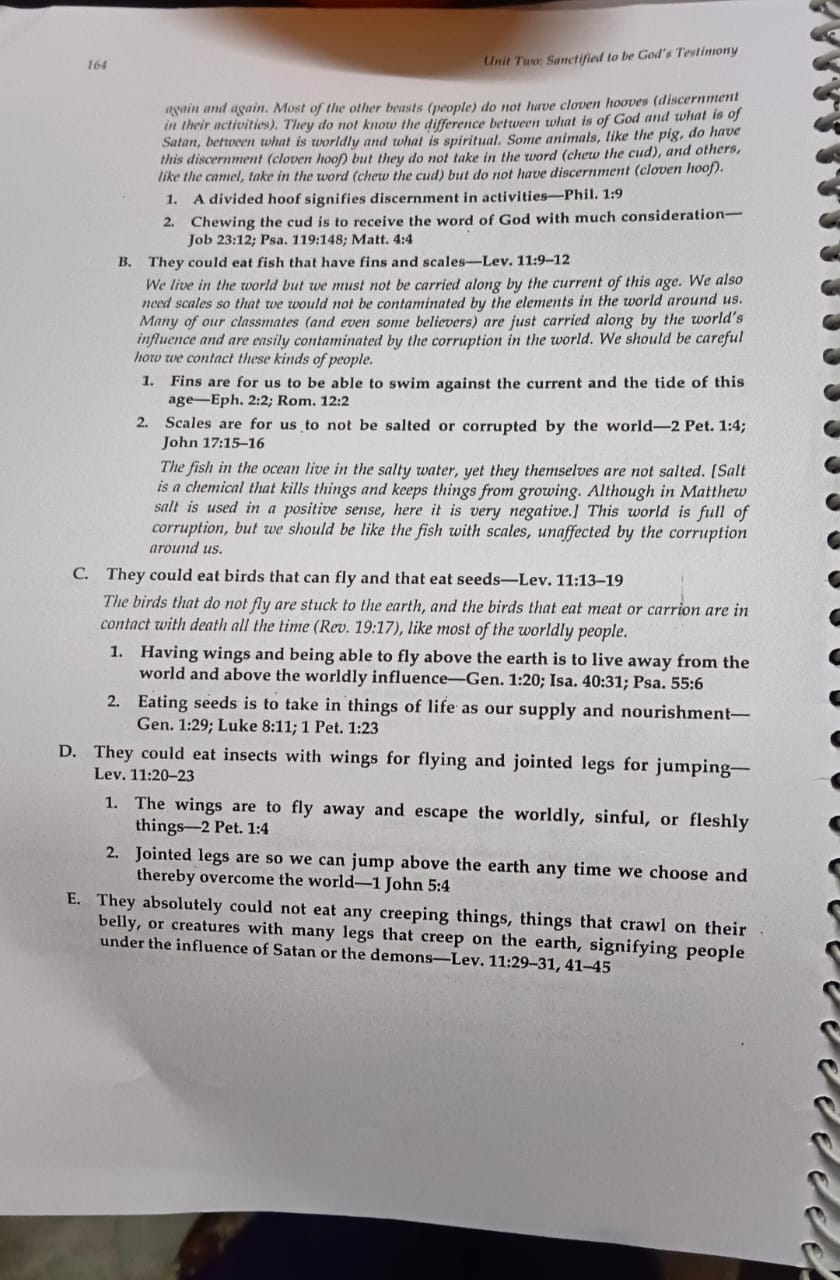 164
Unit Two: Sanctified to be God's Testimony
again and again. Most of the other beasts (people) do not have cloven hooves (discernment
in their activities). They do not know the difference between what is of God and what is of
Satan, between what is worldly and what is spiritual. Some animals, like the pig, do have
this discernment (cloven hoof) but they do not take in the word (chew the cud), and others,
like the camel, take in the word (chew the cud) but do not have discernment (cloven hoof).
1. A divided hoof signifies discernment in activities—Phil. 1:9
2. Chewing the cud is to receive the word of God with much consideration—
Job 23:12; Psa. 119:148; Matt. 4:4
B. They could eat fish that have fins and scales—Lev. 11:9–12
We live in the world but we must not be carried along by the current of this age. We also
need scales so that we would not be contaminated by the elements in the world around us.
Many of our classmates (and even some believers) are just carried along by the world's
influence and are easily contaminated by the corruption in the world. We should be careful
how we contact these kinds of people.
1. Fins are for us to be able to swim against the current and the tide of this
age—Eph. 2:2; Rom. 12:2
2. Scales are for us to not be salted or corrupted by the world—2 Pet. 1:4;
John 17:15–16
The fish in the ocean live in the salty water, yet they themselves are not salted. [Salt
is a chemical that kills things and keeps things from growing. Although in Matthew
salt is used in a positive sense, here it is very negative.] This world is full of
corruption, but we should be like the fish with scales, unaffected by the corruption
around us.
C. They could eat birds that can fly and that eat seeds—Lev. 11:13–19
The birds that do not fly are stuck to the earth, and the birds that eat meat or carrion are in
contact with death all the time (Rev. 19:17), like most of the worldly people.
1. Having wings and being able to fly above the earth is to live away from the
world and above the worldly influence—Gen. 1:20; Isa. 40:31; Psa. 55:6
2. Eating seeds is to take in things of life as our supply and nourishment—
Gen. 1:29; Luke 8:11; 1 Pet. 1:23
D. They could eat insects with wings for flying and jointed legs for jumping—
Lev. 11:20–23
1. The wings are to fly away and escape the worldly, sinful, or fleshly
things—2 Pet. 1:4
2. Jointed legs are so we can jump above the earth any time we choose and
thereby overcome the world—1 John 5:4
E. They absolutely could not eat any creeping things, things that crawl on their
belly, or creatures with many legs that creep on the earth, signifying people
under the influence of Satan or the demons—Lev. 11:29–31, 41–45